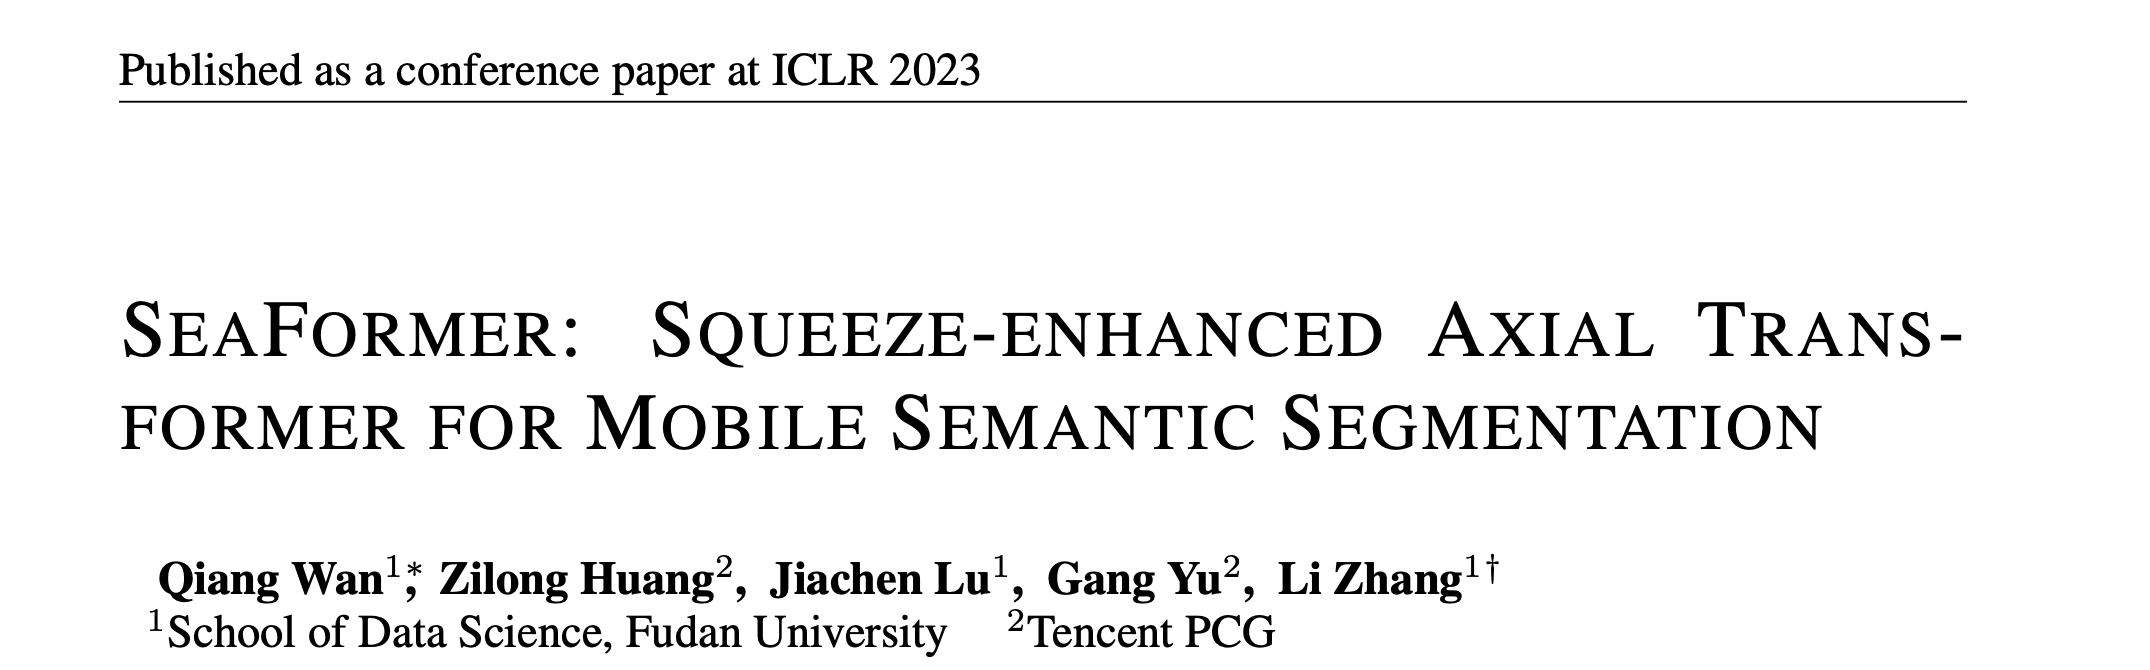 Published as a conference paper at ICLR 2023
SEAFORMER: SQUEEZE-ENHANCED AXIAL TRANS-
FORMER FOR MOBILE SEMANTIC SEGMENTATION
Qiang Wan¹*, Zilong Huang², Jiachen Lu¹, Gang Yu², Li Zhang¹†
¹School of Data Science, Fudan University ²Tencent PCG